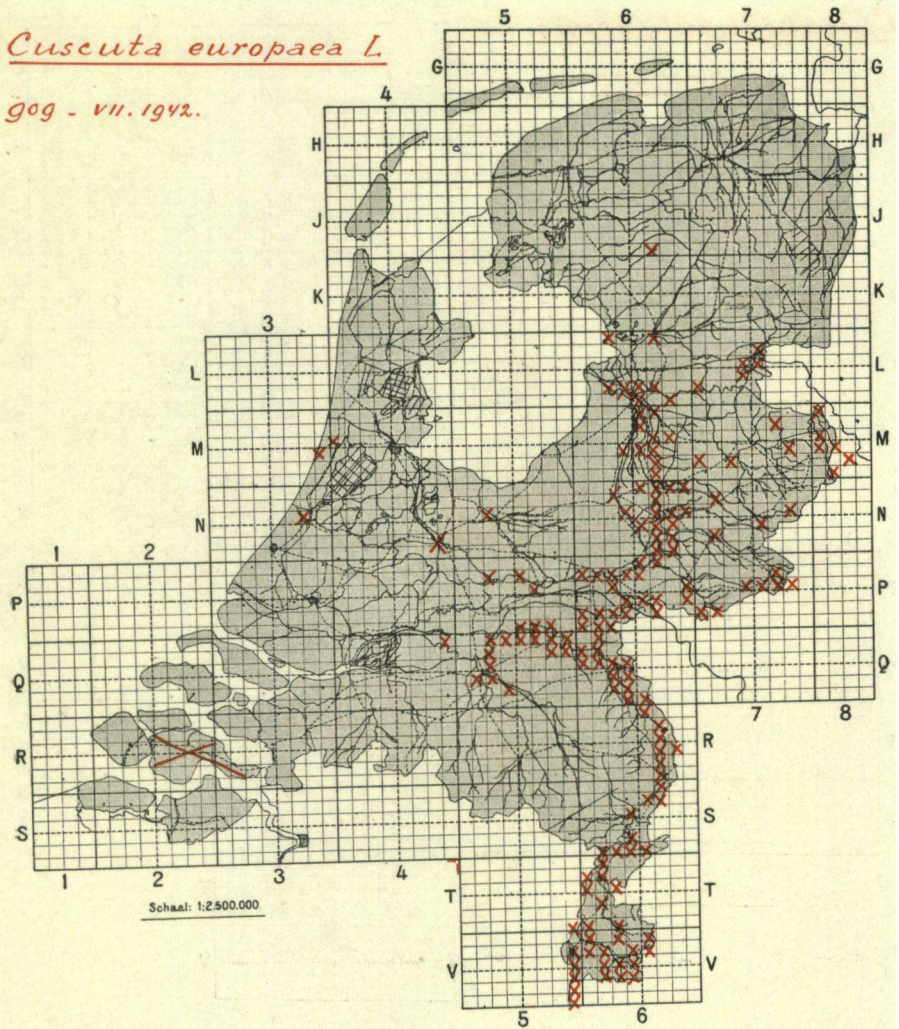 Cuscuta europaea L
gog - VII. 1942.
5 6 7 8
G G
4
H H
J J
K K
3
L L
M M
N N
1 2
P P
Q Q
7 8
R R
S S
1 2 3 4
T T
V V
5 6
Schaal: 1:2.500.000